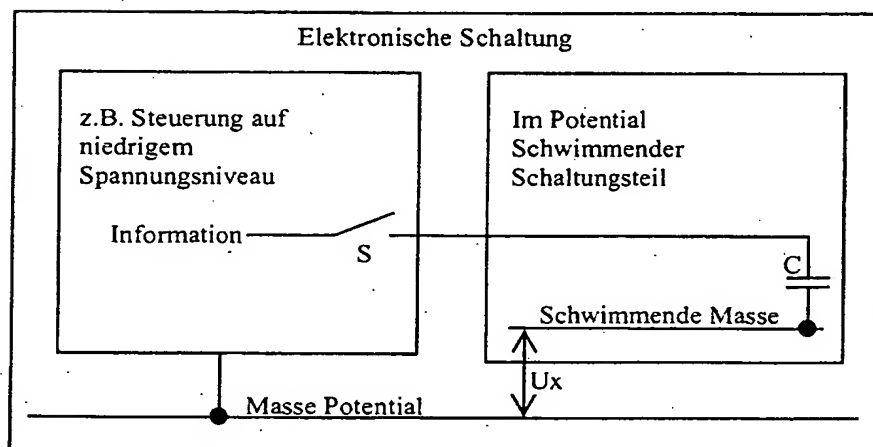 Elektronische Schaltung
z.B. Steuerung auf
niedrigem
Spannungsniveau
Im Potential
Schwimmender
Schaltungsteil
Information
S
C
Schwimmende Masse
Ux
Masse Potential